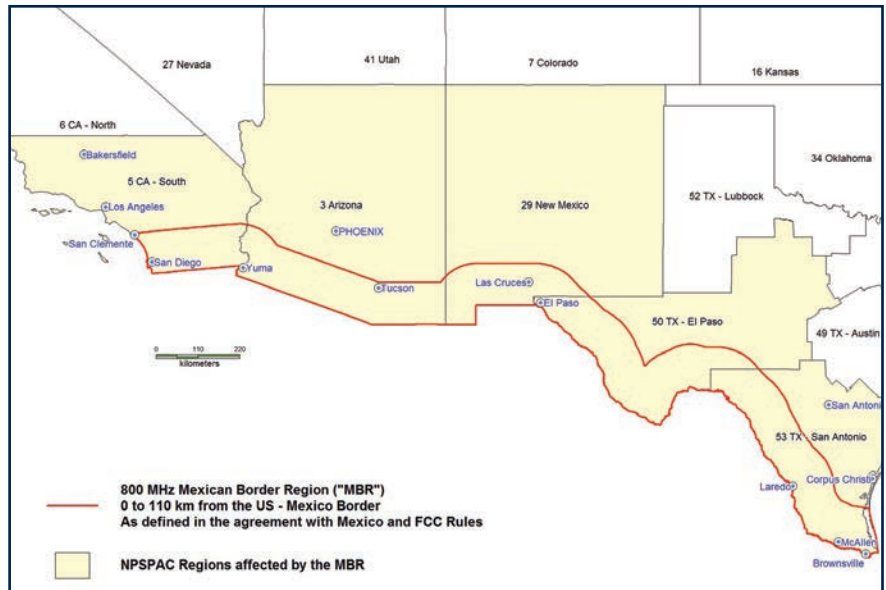 27 Nevada
41 Utah
7 Colorado
16 Kansas
6 CA - North
34 Oklahoma
Bakersfield
5 CA - South
52 TX - Lubbock
Los Angeles
3 Arizona
29 New Mexico
PHOENIX
San Clemente
San Diego
Yuma
Tucson
Las Cruces
El Paso
50 TX - El Paso
49 TX - Austin
0 110 220
kilometers
San Antoni
53 TX - San Antonio
Corpus Christi
Laredo
800 MHz Mexican Border Region ("MBR")
0 to 110 km from the US - Mexico Border
As defined in the agreement with Mexico and FCC Rules
McAllen
Brownsville
NPSPAC Regions affected by the MBR